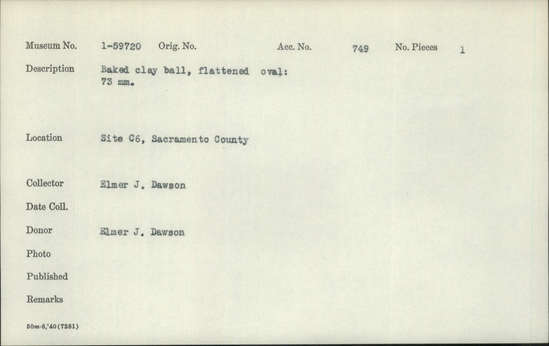 Museum No. 1-59720 Orig. No. Acc. No. 749 No. Pieces 1
Description Baked clay ball, flattened oval:
73 mm.
Location Site C6, Sacramento County
Collector Elmer J. Dawson
Date Coll.
Donor Elmer J. Dawson
Photo
Published
Remarks
50m-8,'40(7351)